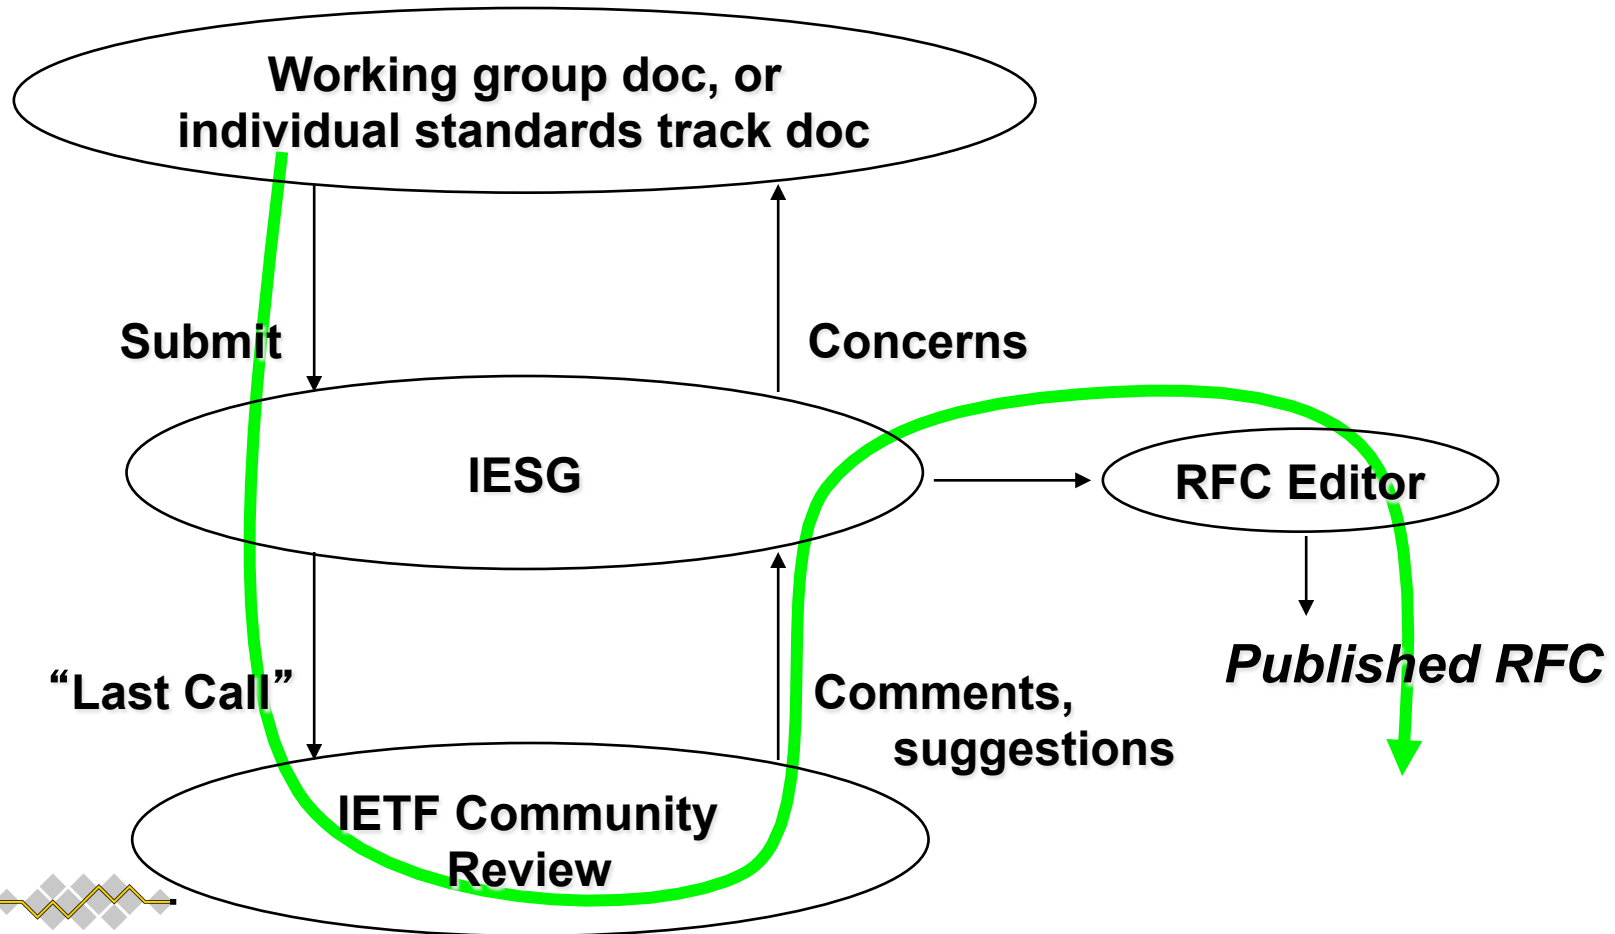 Working group doc, or
individual standards track doc
Submit
Concerns
IESG
RFC Editor
“Last Call”
Comments,
suggestions
Published RFC
IETF Community
Review